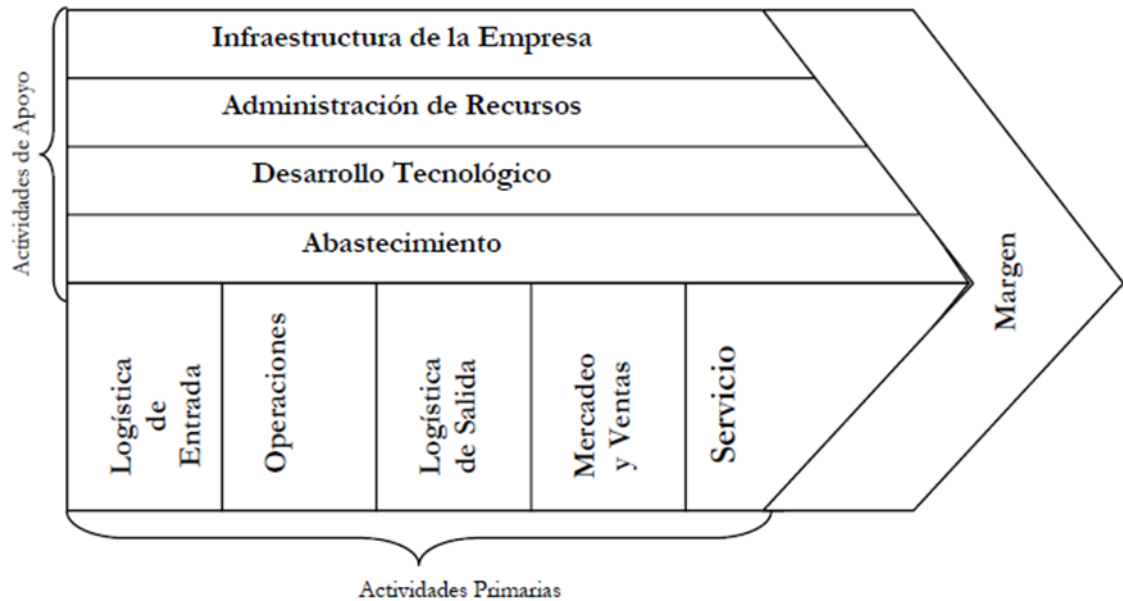 Actividades de Apoyo
Infraestructura de la Empresa
Administración de Recursos
Desarrollo Tecnológico
Abastecimiento
Logística
de
Entrada
Operaciones
Logística
de Salida
Mercadeo
y Ventas
Servicio
Margen
Actividades Primarias